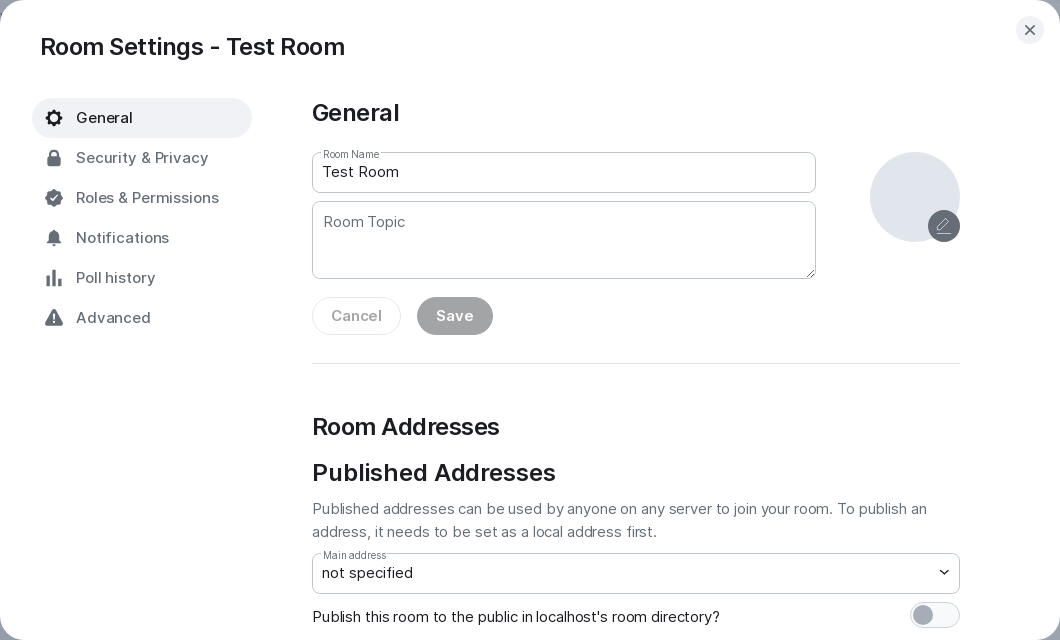 Room Settings - Test Room
General
Security & Privacy
Roles & Permissions
Notifications
Poll history
Advanced
General
Room Name
Test Room
Room Topic
Cancel
Save
Room Addresses
Published Addresses
Published addresses can be used by anyone on any server to join your room. To publish an
address, it needs to be set as a local address first.
Main address
not specified
Publish this room to the public in localhost's room directory?